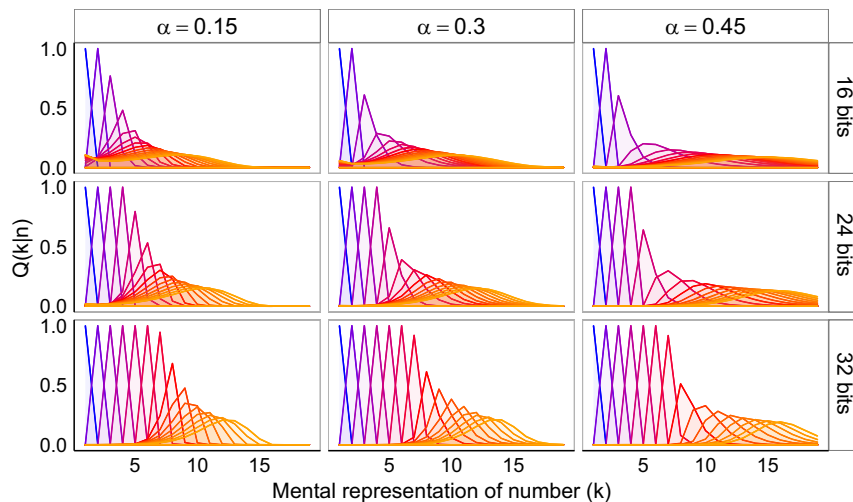 α = 0.15 α = 0.3 α = 0.45
1.0
0.5
0.0
16 bits
1.0
0.5
0.0
24 bits
1.0
0.5
0.0
32 bits
Q(k|n)
5 10 15 5 10 15 5 10 15
Mental representation of number (k)